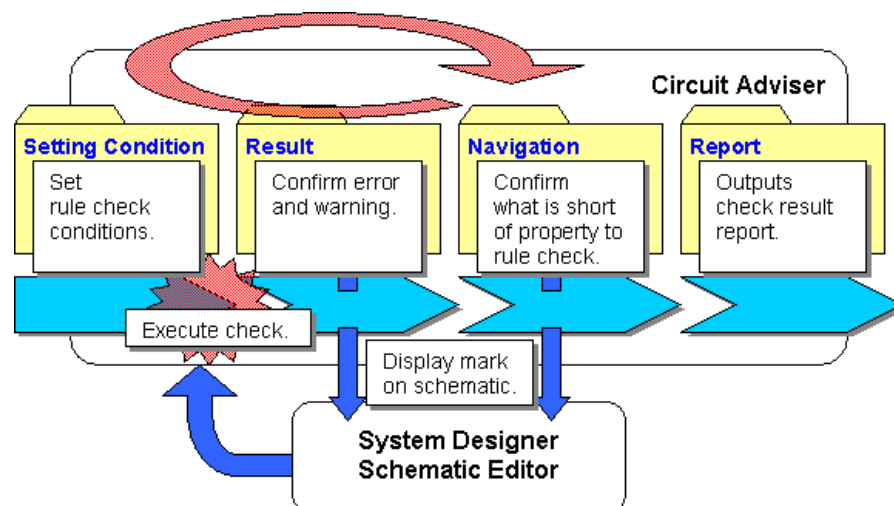 Circuit Adviser
Setting Condition
Set
rule check
conditions.
Result
Confirm error
and warning.
Navigation
Confirm
what is short
of property to
rule check.
Report
Outputs
check result
report.
Execute check.
Display mark
on schematic.
System Designer
Schematic Editor